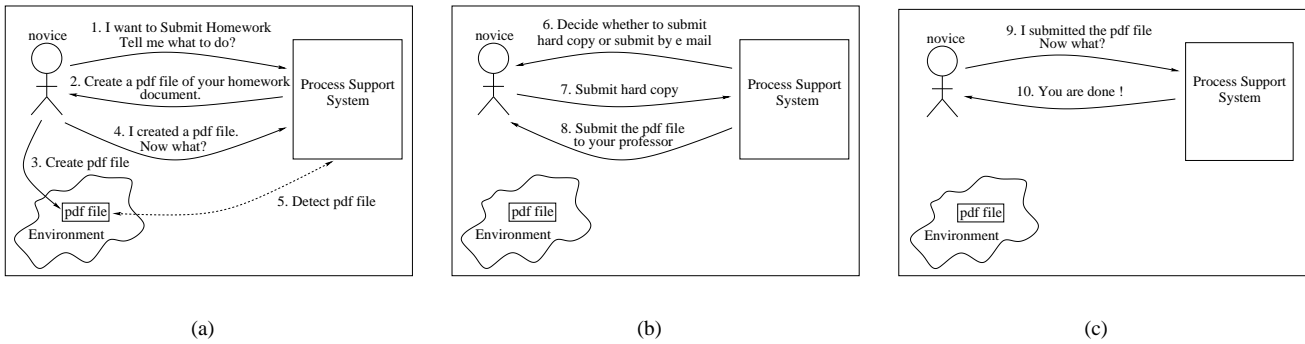 novice
1. I want to Submit Homework
Tell me what to do?
2. Create a pdf file of your homework
document.
Process Support
System
4. I created a pdf file.
Now what?
3. Create pdf file
5. Detect pdf file
pdf file
Environment
(a)
6. Decide whether to submit
hard copy or submit by e mail
novice
7. Submit hard copy
Process Support
System
8. Submit the pdf file
to your professor
pdf file
Environment
(b)
9. I submitted the pdf file
Now what?
novice
Process Support
System
10. You are done !
pdf file
Environment
(c)